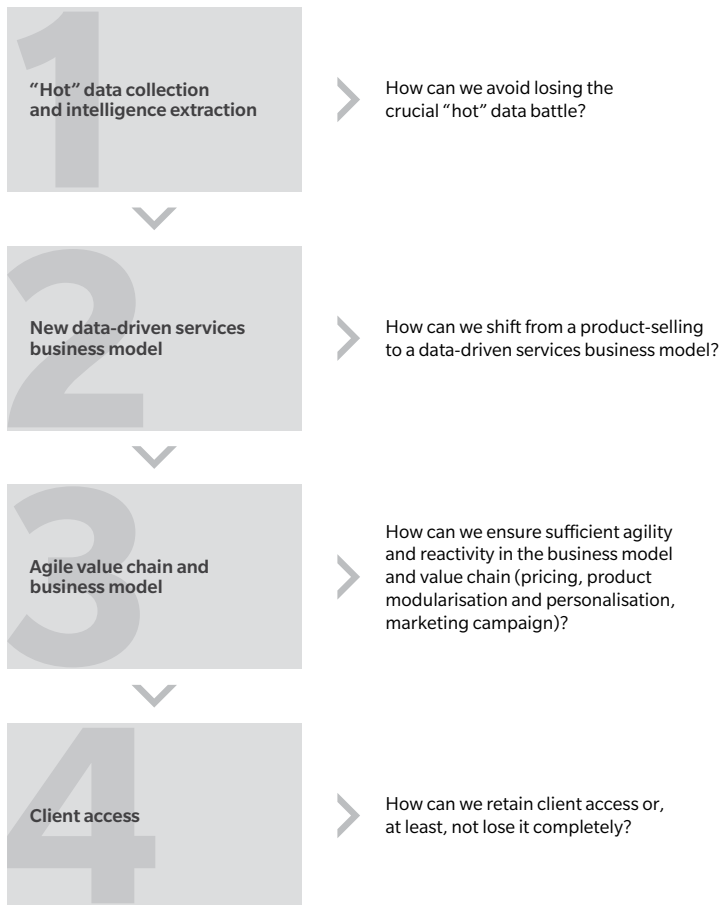 1
“Hot” data collection
and intelligence extraction
How can we avoid losing the
crucial “hot” data battle?
2
New data-driven services
business model
How can we shift from a product-selling
to a data-driven services business model?
3
Agile value chain and
business model
How can we ensure sufficient agility
and reactivity in the business model
and value chain (pricing, product
modularisation and personalisation,
marketing campaign)?
4
Client access
How can we retain client access or,
at least, not lose it completely?